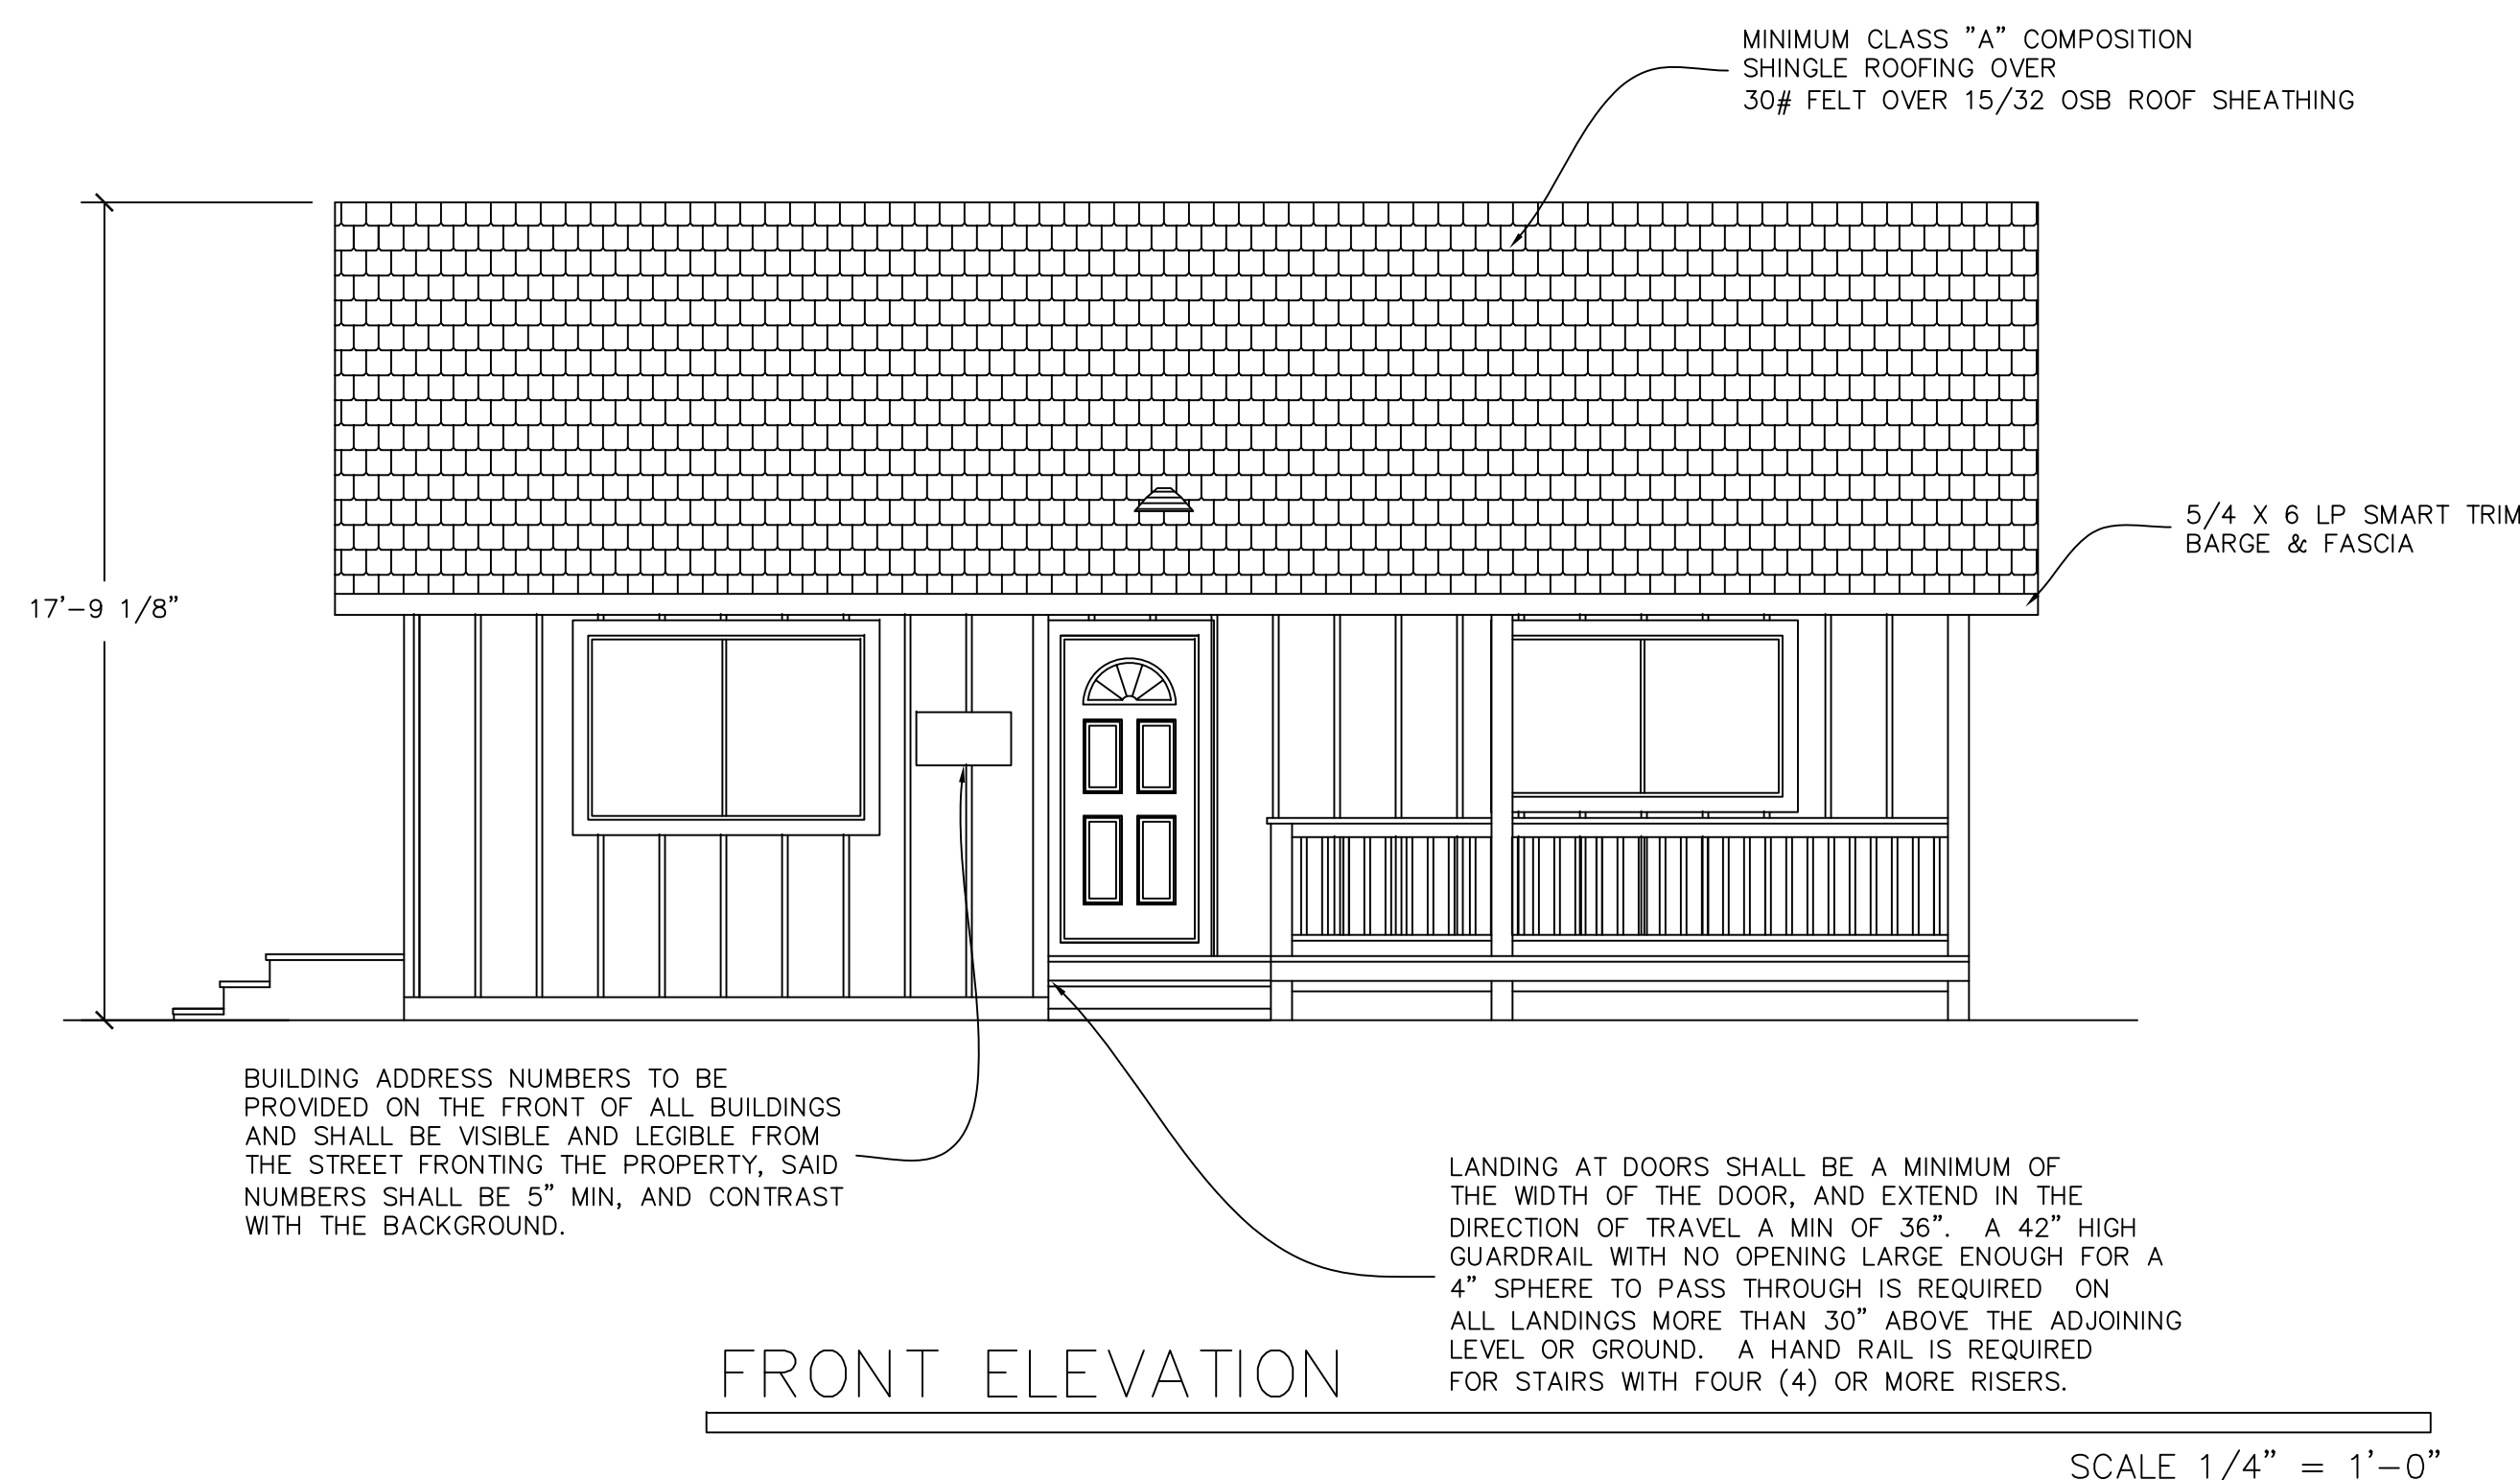 MINIMUM CLASS "A" COMPOSITION
SHINGLE ROOFING OVER
30# FELT OVER 15/32 OSB ROOF SHEATHING
5/4 X 6 LP SMART TRIM
BARGE & FASCIA
17'-9 1/8"
BUILDING ADDRESS NUMBERS TO BE
PROVIDED ON THE FRONT OF ALL BUILDINGS
AND SHALL BE VISIBLE AND LEGIBLE FROM
THE STREET FRONTING THE PROPERTY, SAID
NUMBERS SHALL BE 5" MIN, AND CONTRAST
WITH THE BACKGROUND.
LANDING AT DOORS SHALL BE A MINIMUM OF
THE WIDTH OF THE DOOR, AND EXTEND IN THE
DIRECTION OF TRAVEL A MIN OF 36". A 42" HIGH
GUARDRAIL WITH NO OPENING LARGE ENOUGH FOR A
4" SPHERE TO PASS THROUGH IS REQUIRED ON
ALL LANDINGS MORE THAN 30" ABOVE THE ADJOINING
LEVEL OR GROUND. A HAND RAIL IS REQUIRED
FOR STAIRS WITH FOUR (4) OR MORE RISERS.
FRONT ELEVATION
SCALE 1/4" = 1'-0"